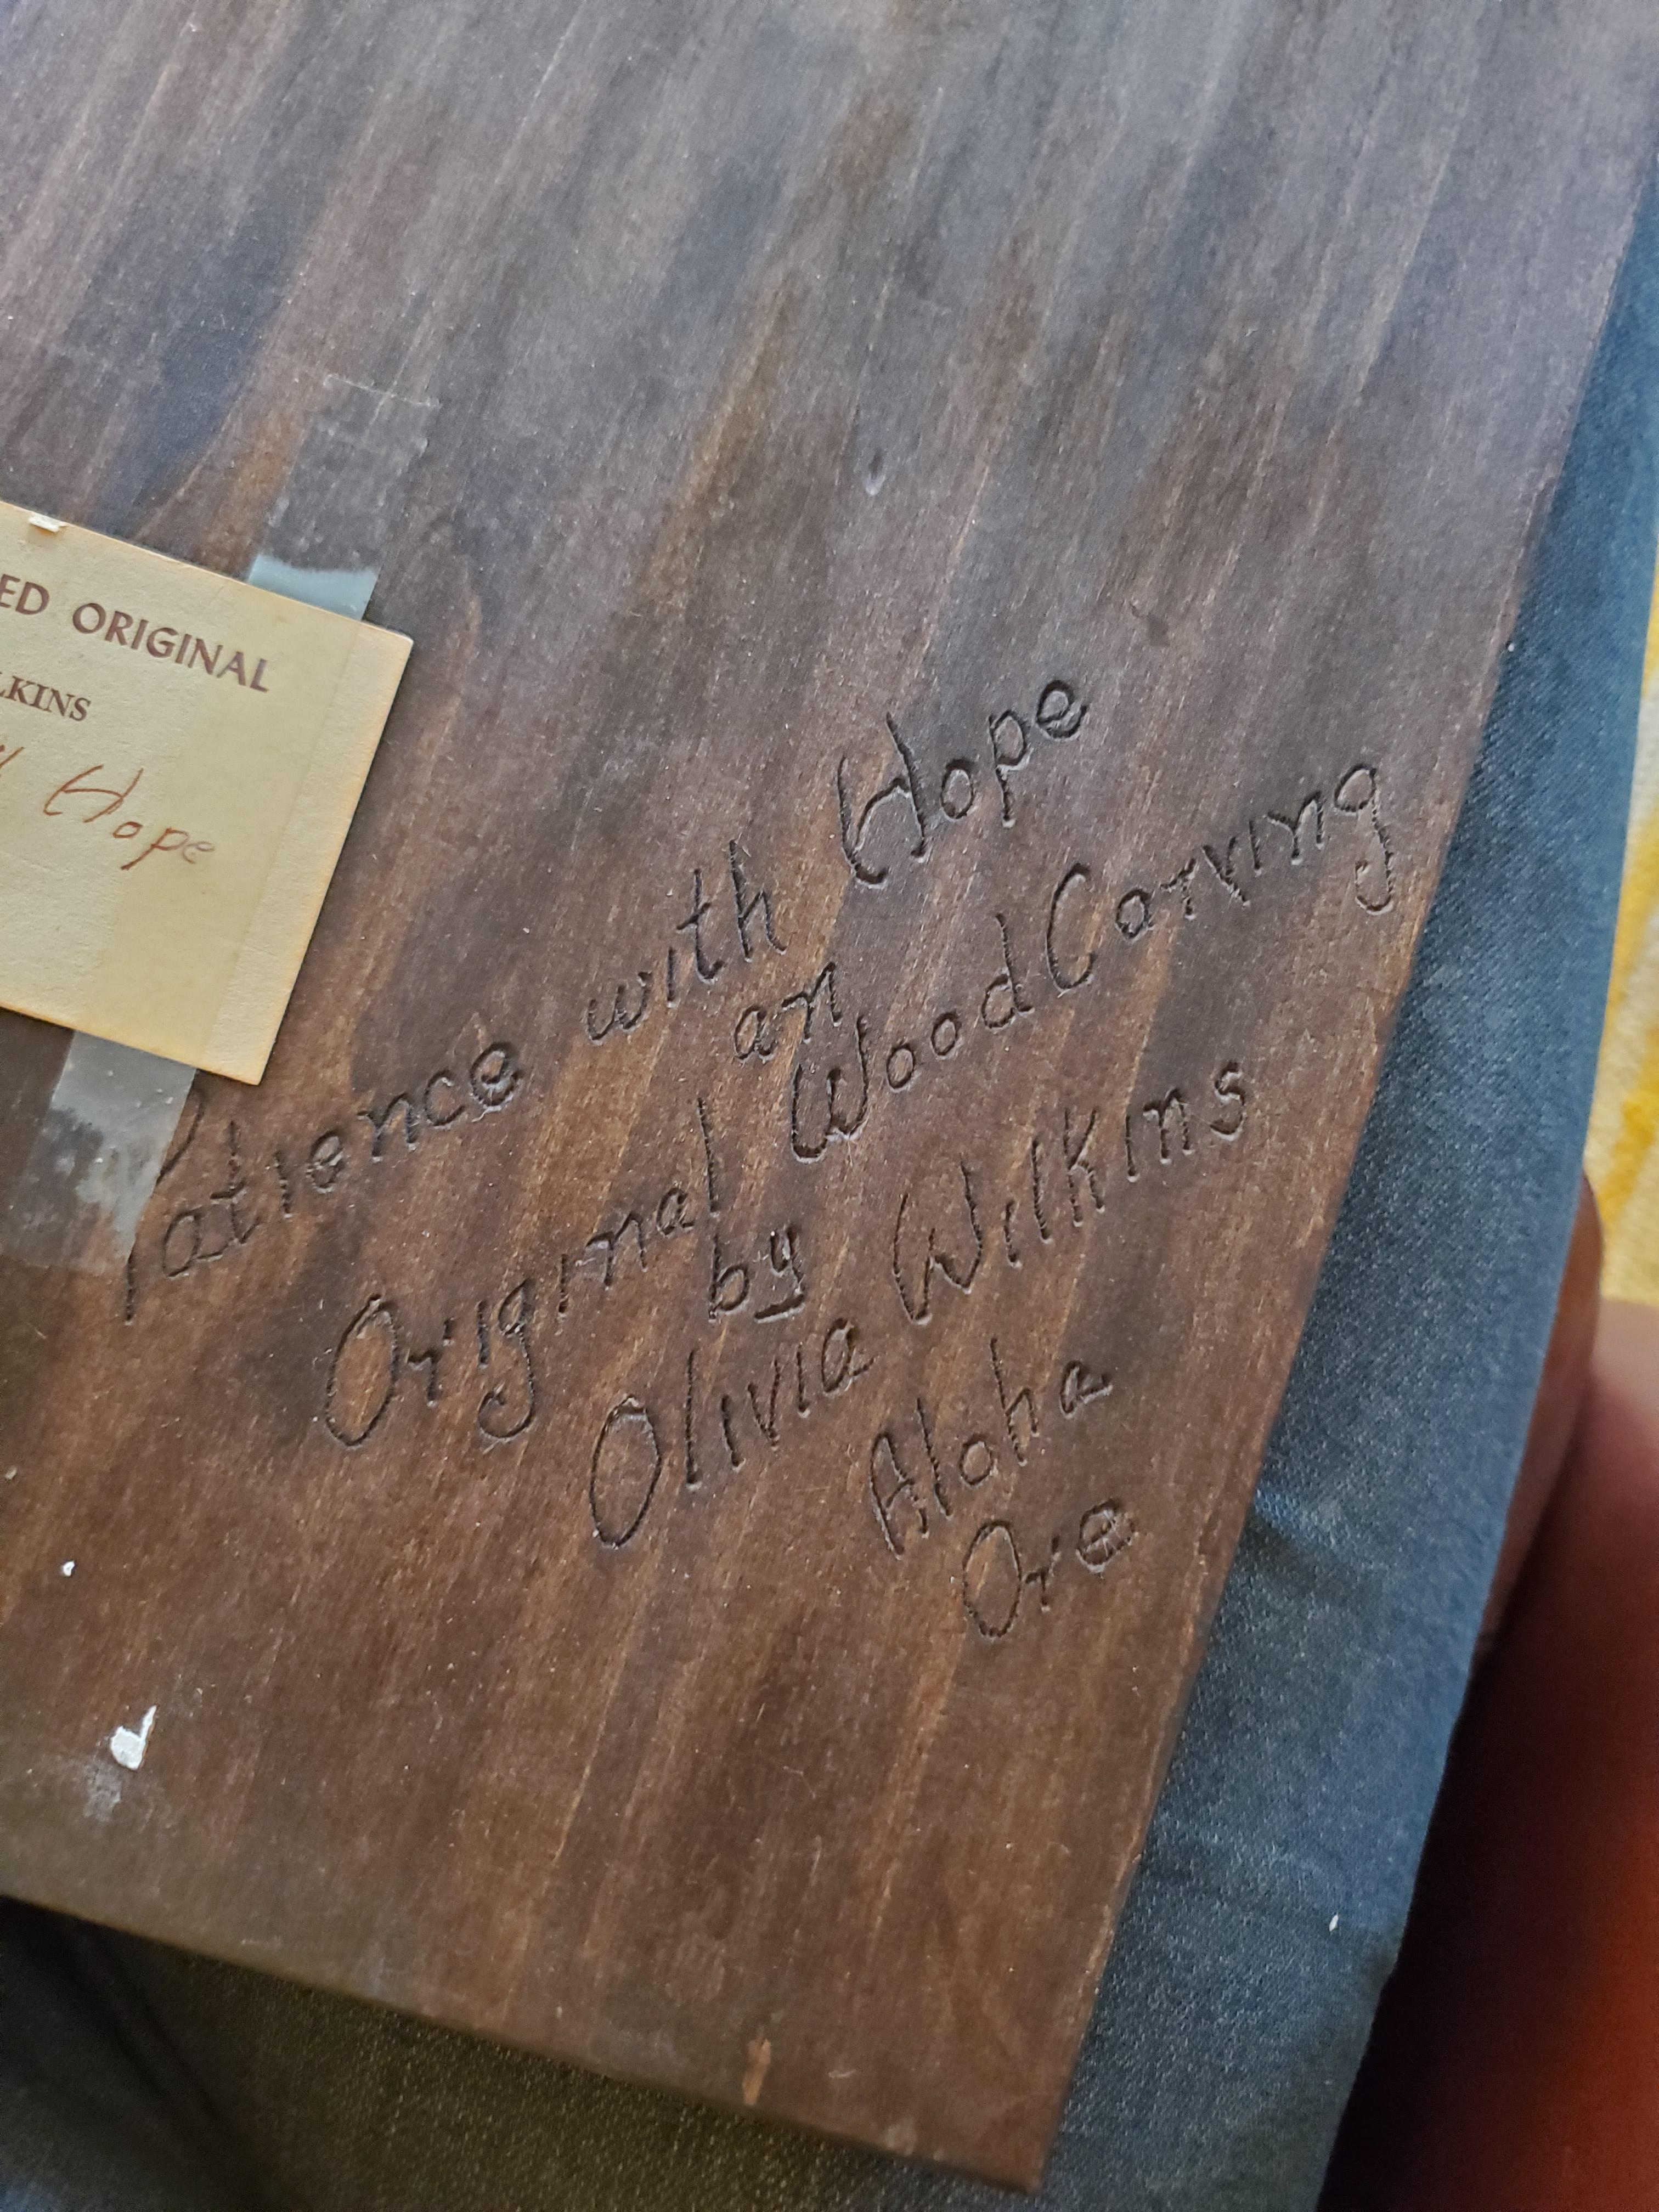 ED ORIGINAL
LKINS
Hope
Patience with Hope
an
Original Wood Carving
by
Olivia Wilkins
Aloha
Ore